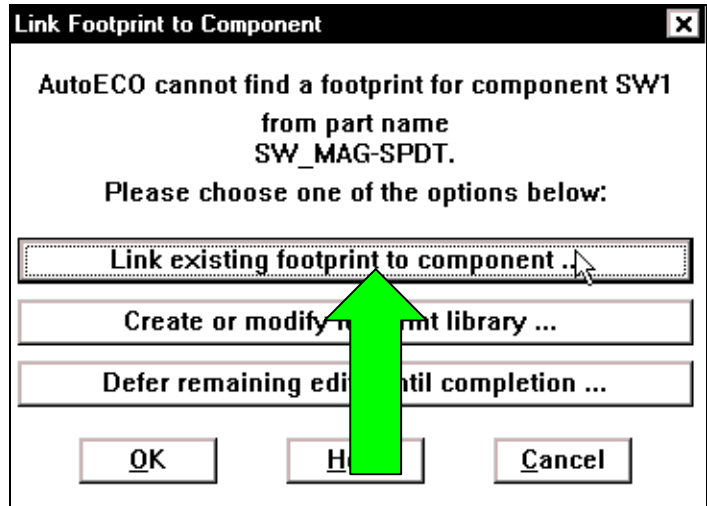 Link Footprint to Component
AutoECO cannot find a footprint for component SW1
from part name
SW_MAG-SPDT.
Please choose one of the options below:
Link existing footprint to component ..
Create or modify library ...
Defer remaining completion ...
OK
Cancel